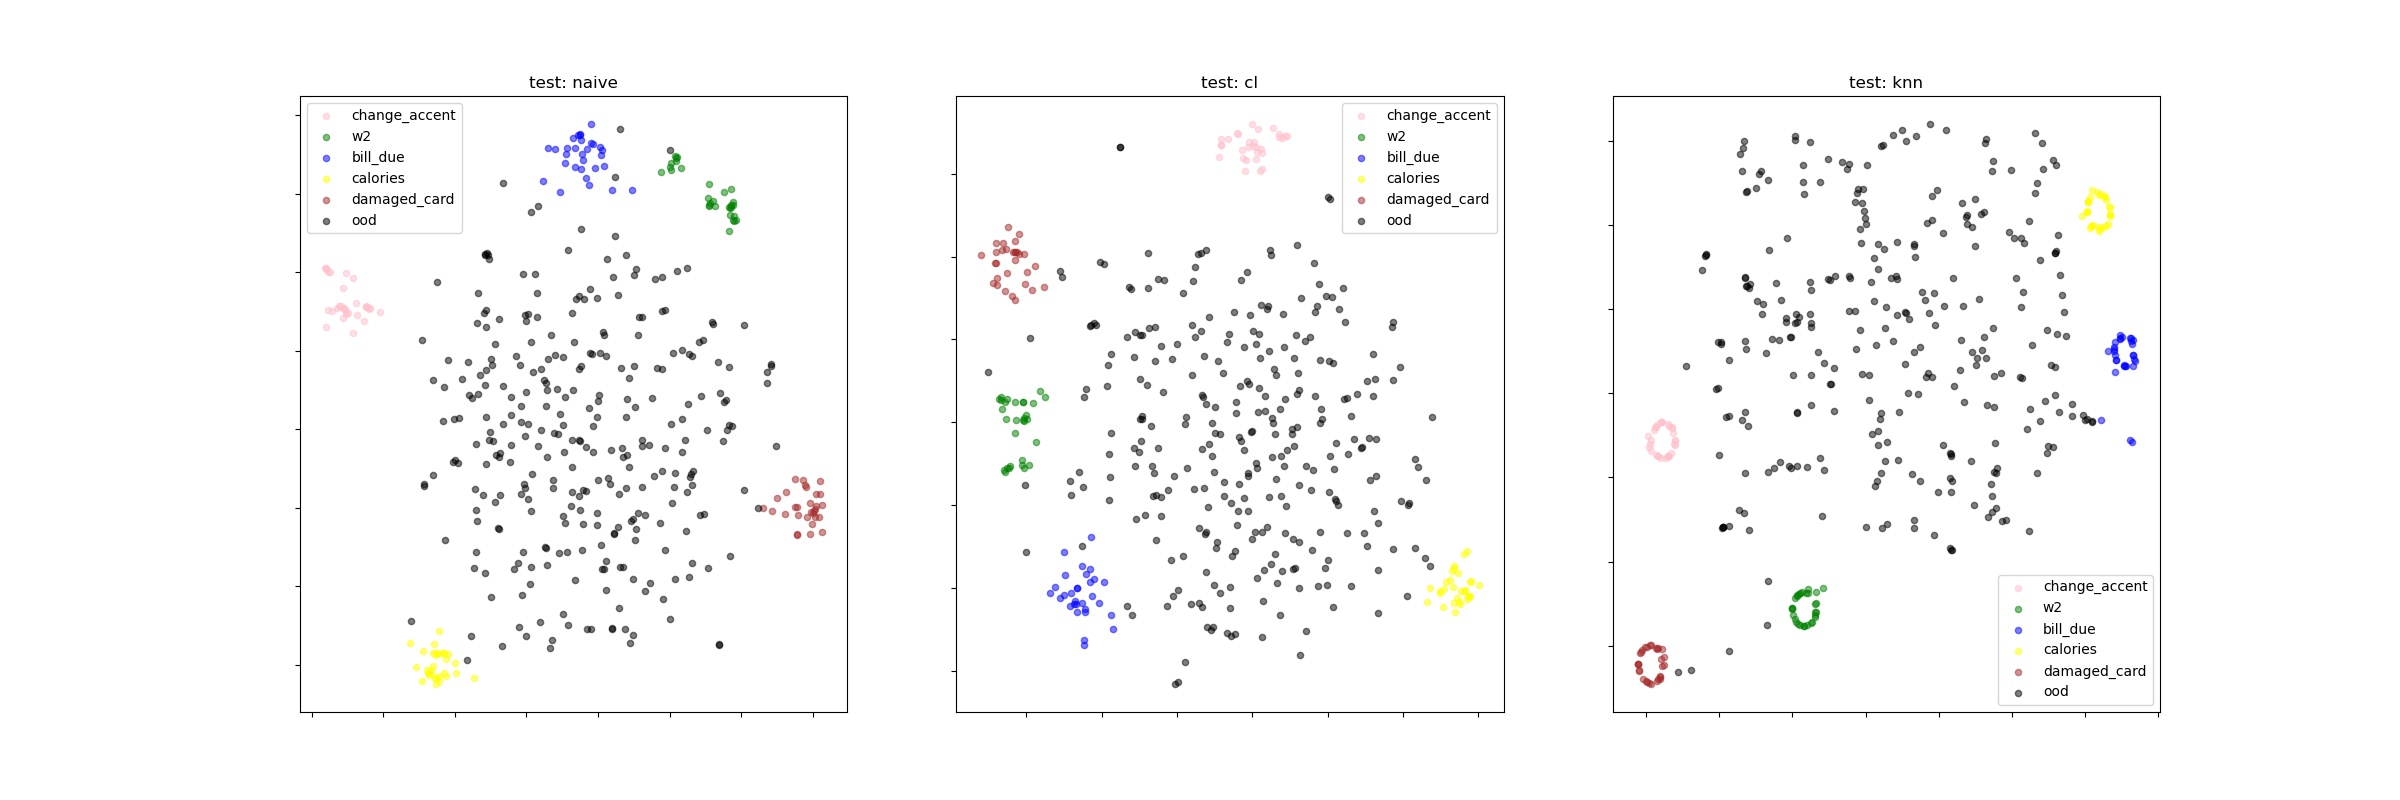 test: naive
change_accent
w2
bill_due
calories
damaged_card
ood
test: cl
change_accent
w2
bill_due
calories
damaged_card
ood
test: knn
change_accent
w2
bill_due
calories
damaged_card
ood